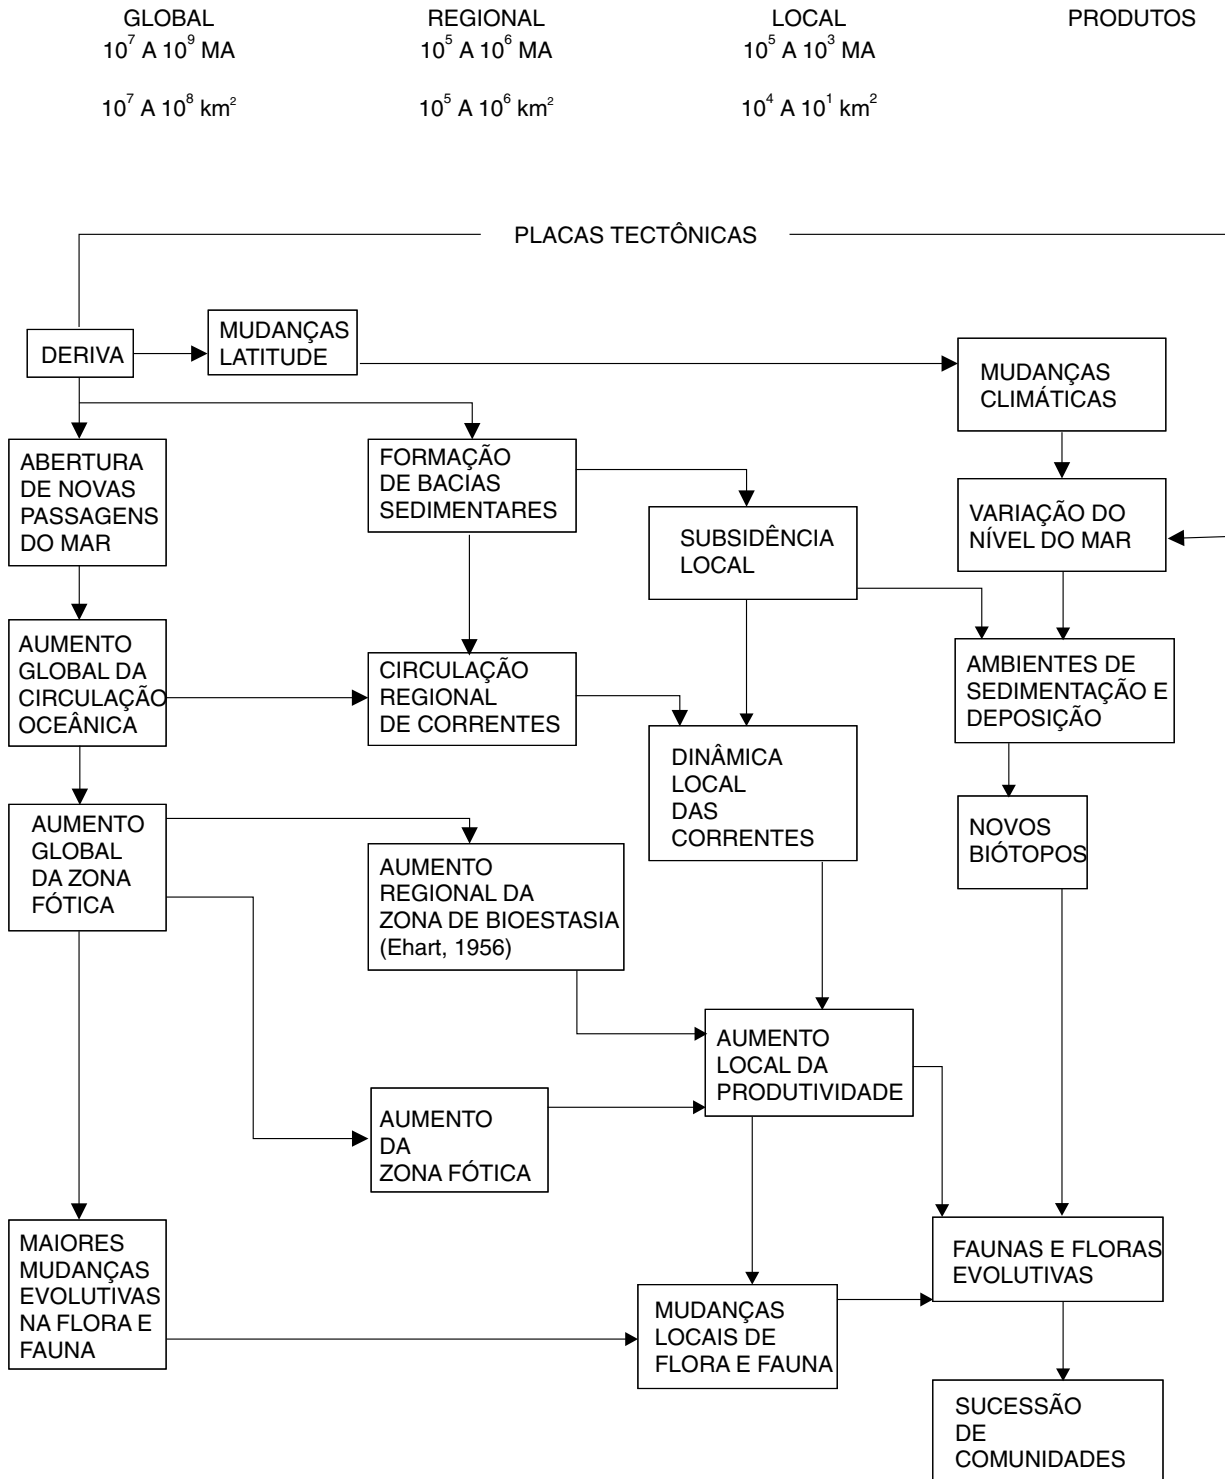 GLOBAL
10⁷ A 10⁹ MA
10⁷ A 10⁸ km²
REGIONAL
10⁵ A 10⁶ MA
10⁵ A 10⁶ km²
LOCAL
10⁵ A 10³ MA
10⁴ A 10¹ km²
PRODUTOS
PLACAS TECTÔNICAS
DERIVA
MUDANÇAS
LATITUDE
MUDANÇAS
CLIMÁTICAS
ABERTURA
DE NOVAS
PASSAGENS
DO MAR
FORMAÇÃO
DE BACIAS
SEDIMENTARES
SUBSIDÊNCIA
LOCAL
VARIAÇÃO DO
NÍVEL DO MAR
AUMENTO
GLOBAL DA
CIRCULAÇÃO
OCEÂNICA
CIRCULAÇÃO
REGIONAL
DE CORRENTES
DINÂMICA
LOCAL
DAS
CORRENTES
AMBIENTES DE
SEDIMENTAÇÃO E
DEPOSIÇÃO
AUMENTO
GLOBAL
DA ZONA
FÓTICA
AUMENTO
REGIONAL DA
ZONA DE BIOESTASIA
(Ehart, 1956)
NOVOS
BIÓTOPOS
AUMENTO
LOCAL DA
PRODUTIVIDADE
AUMENTO
DA
ZONA FÓTICA
MAIORES
MUDANÇAS
EVOLUTIVAS
NA FLORA E
FAUNA
MUDANÇAS
LOCAIS DE
FLORA E FAUNA
FAUNAS E FLORAS
EVOLUTIVAS
SUCESSÃO
DE
COMUNIDADES